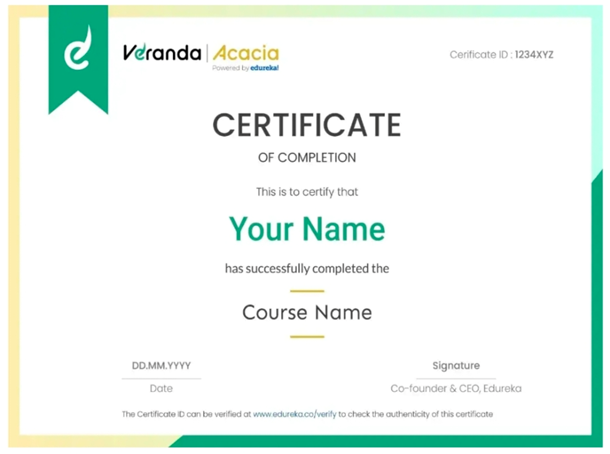 Veranda | Acacia
Powered by edureka!
Cerificate ID : 1234XYZ
CERTIFICATE
OF COMPLETION
This is to certify that
Your Name
has successfully completed the
Course Name
DD.MM.YYYY
Date
Signature
Co-founder & CEO, Edureka
The Certificate ID can be verified at www.edureka.co/verify to check the authenticity of this certificate